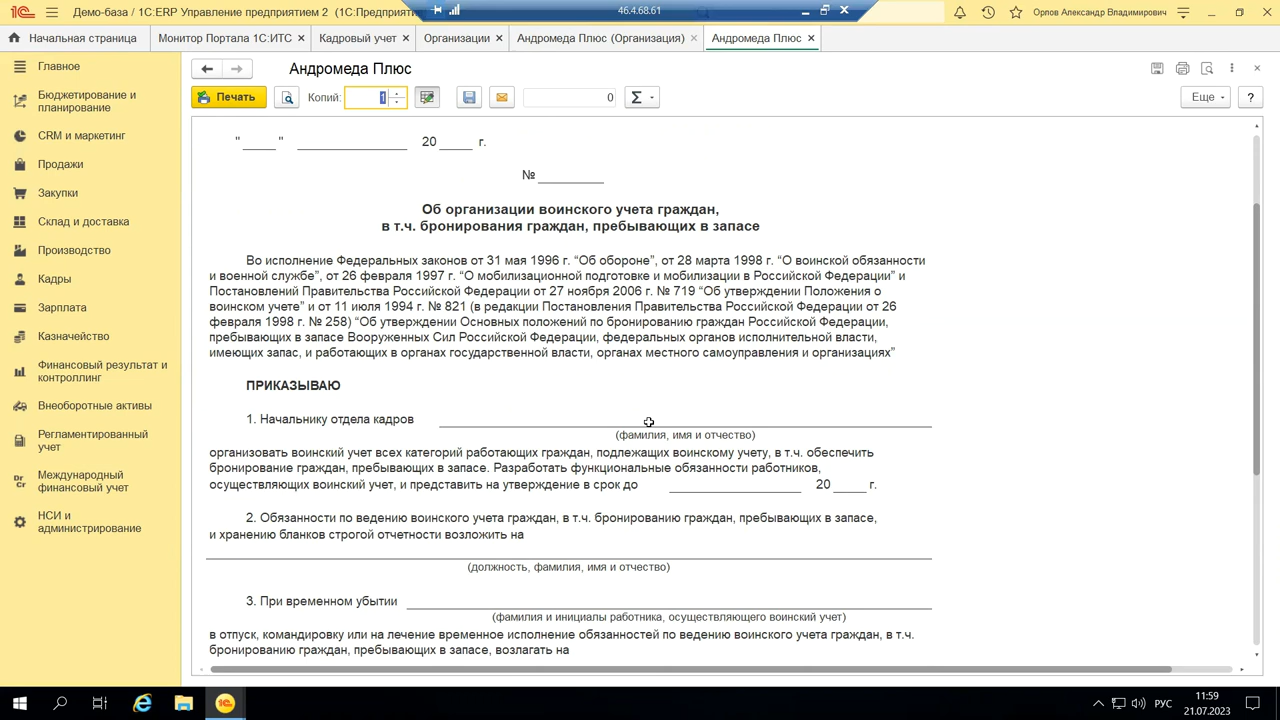 Демо-база / 1С:ERP Управление предприятием 2 (1С:Предприятие
46.4.68.61
Орлов Александр Владимирович
Начальная страница
Монитор Портала 1С:ИТС
Кадровый учет
Организации
Андромеда Плюс (Организация)
Андромеда Плюс
Главное
Бюджетирование и
планирование
CRM и маркетинг
Продажи
Закупки
Склад и доставка
Производство
Кадры
Зарплата
Казначейство
Финансовый результат и
контроллинг
Внеоборотные активы
Регламентированный
учет
Международный
финансовый учет
НСИ и
администрирование
Андромеда Плюс
Печать
Копий:
1
0
Σ
Еще
?
" _____ " _______________ 20 _____ г.
№ _________
Об организации воинского учета граждан,
в т.ч. бронирования граждан, пребывающих в запасе
Во исполнение Федеральных законов от 31 мая 1996 г. “Об обороне”, от 28 марта 1998 г. “О воинской обязанности
и военной службе”, от 26 февраля 1997 г. “О мобилизационной подготовке и мобилизации в Российской Федерации” и
Постановлений Правительства Российской Федерации от 27 ноября 2006 г. № 719 “Об утверждении Положения о
воинском учете” и от 11 июля 1994 г. № 821 (в редакции Постановления Правительства Российской Федерации от 26
февраля 1998 г. № 258) “Об утверждении Основных положений по бронированию граждан Российской Федерации,
пребывающих в запасе Вооруженных Сил Российской Федерации, федеральных органов исполнительной власти,
имеющих запас, и работающих в органах государственной власти, органах местного самоуправления и организациях”
ПРИКАЗЫВАЮ
1. Начальнику отдела кадров
(фамилия, имя и отчество)
организовать воинский учет всех категорий работающих граждан, подлежащих воинскому учету, в т.ч. обеспечить
бронирование граждан, пребывающих в запасе. Разработать функциональные обязанности работников,
осуществляющих воинский учет, и представить на утверждение в срок до _______________ 20 _____ г.
2. Обязанности по ведению воинского учета граждан, в т.ч. бронированию граждан, пребывающих в запасе,
и хранению бланков строгой отчетности возложить на
(должность, фамилия, имя и отчество)
3. При временном убытии
(фамилия и инициалы работника, осуществляющего воинский учет)
в отпуск, командировку или на лечение временное исполнение обязанностей по ведению воинского учета граждан, в т.ч.
бронированию граждан, пребывающих в запасе, возлагать на
РУС
11:59
21.07.2023